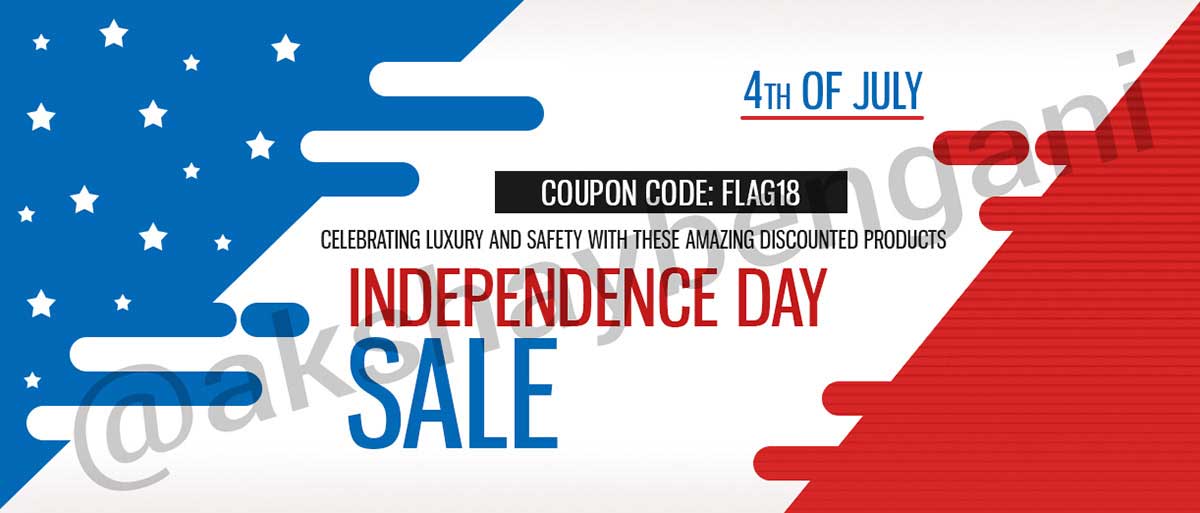 4TH OF JULY
COUPON CODE: FLAG18
CELEBRATING LUXURY AND SAFETY WITH THESE AMAZING DISCOUNTED PRODUCTS
INDEPENDENCE DAY
SALE
@akshaybengani